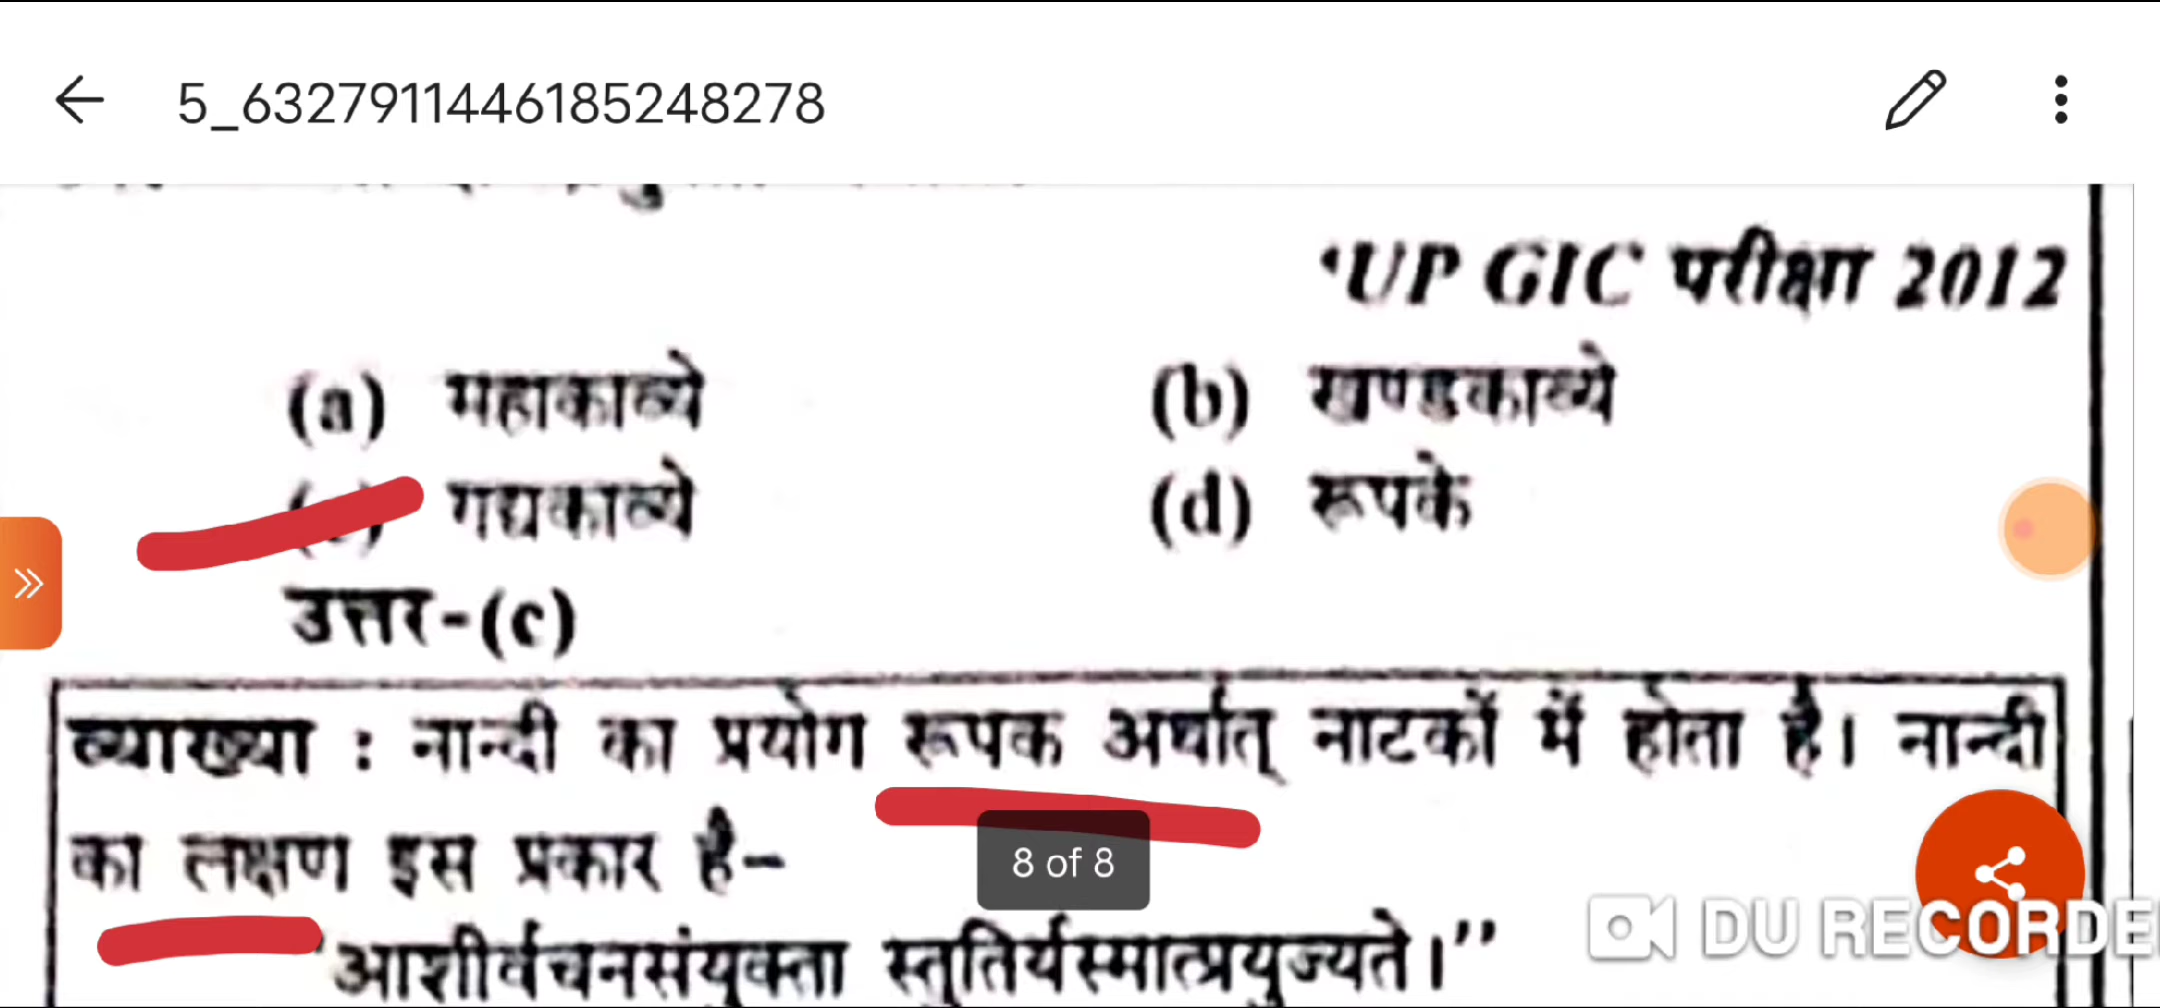 5_6327911446185248278
‘UP GIC परीक्षा 2012
(a) महाकाव्ये (b) खण्डकाव्ये
गद्यकाव्ये (d) रूपके
उत्तर-(c)
व्याख्या : नान्दी का प्रयोग रूपक अर्थात् नाटकों में होता है। नान्दी
का लक्षण इस प्रकार है–
8 of 8
आशीर्वचनसंयुक्ता स्तुतिर्यस्मात्प्रयुज्यते।”
DU RECORDE